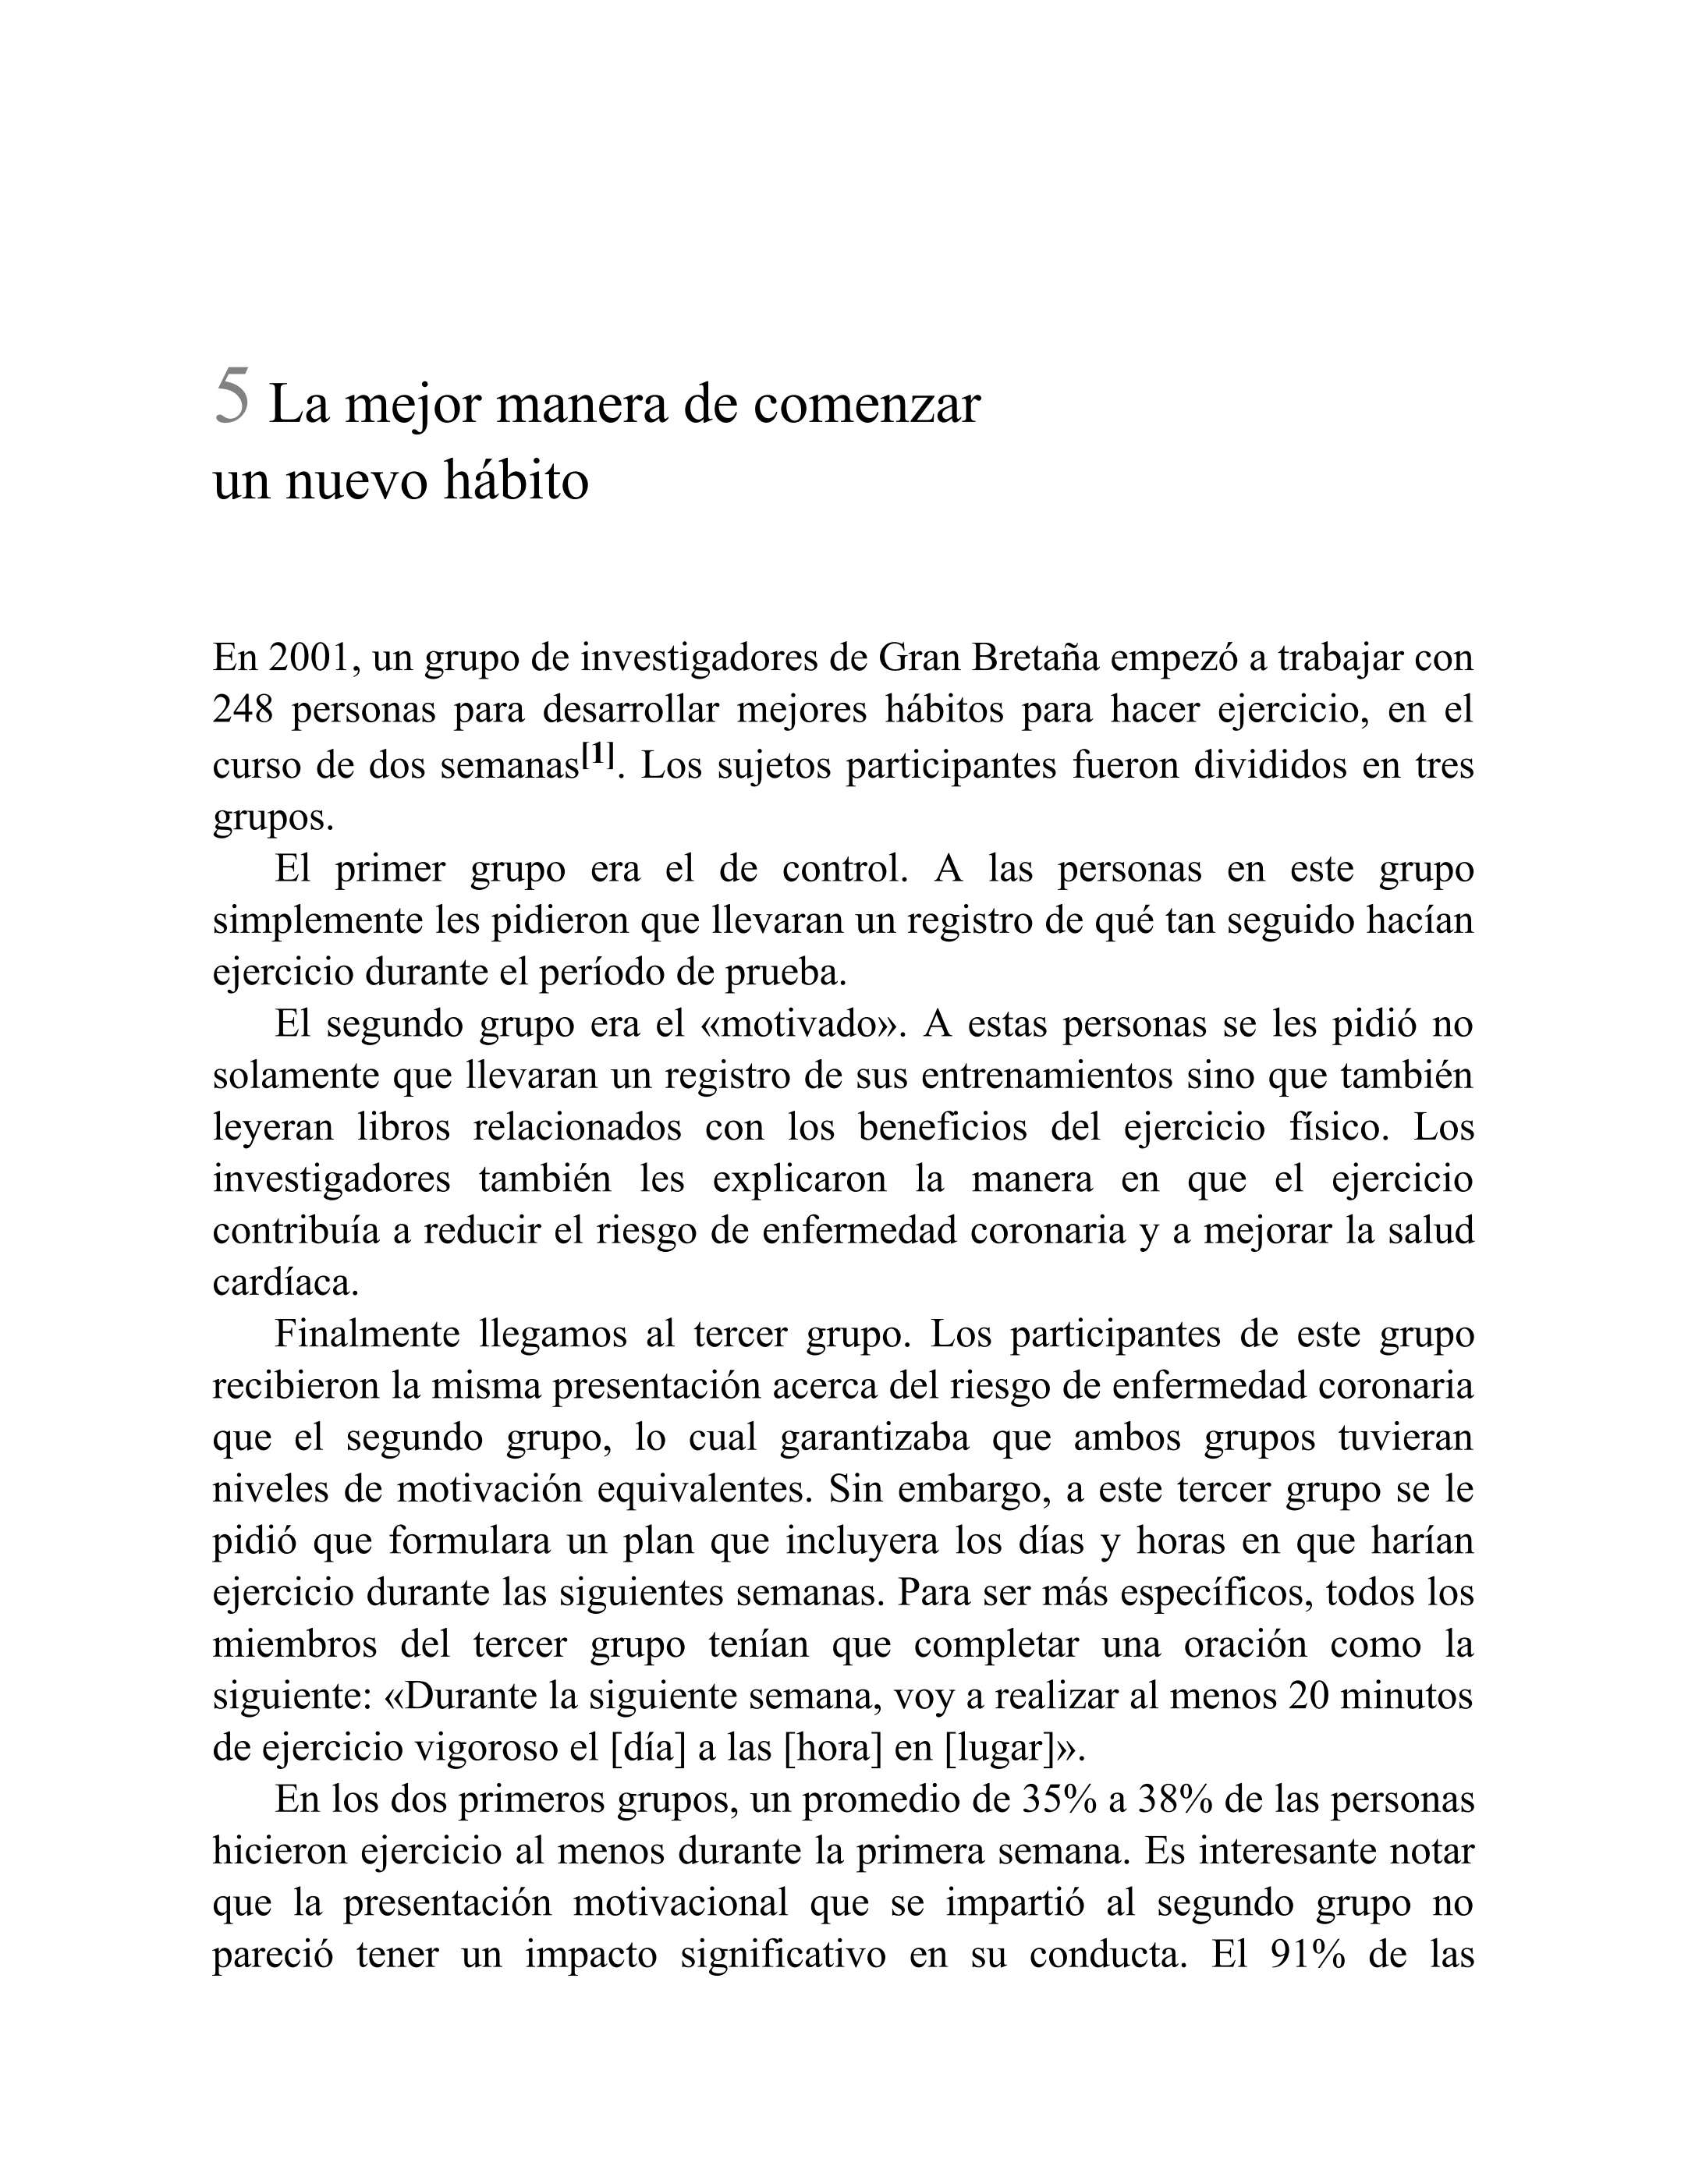 5 La mejor manera de comenzar
un nuevo hábito
En 2001, un grupo de investigadores de Gran Bretaña empezó a trabajar con
248 personas para desarrollar mejores hábitos para hacer ejercicio, en el
curso de dos semanas[1]. Los sujetos participantes fueron divididos en tres
grupos.
El primer grupo era el de control. A las personas en este grupo
simplemente les pidieron que llevaran un registro de qué tan seguido hacían
ejercicio durante el período de prueba.
El segundo grupo era el «motivado». A estas personas se les pidió no
solamente que llevaran un registro de sus entrenamientos sino que también
leyeran libros relacionados con los beneficios del ejercicio físico. Los
investigadores también les explicaron la manera en que el ejercicio
contribuía a reducir el riesgo de enfermedad coronaria y a mejorar la salud
cardíaca.
Finalmente llegamos al tercer grupo. Los participantes de este grupo
recibieron la misma presentación acerca del riesgo de enfermedad coronaria
que el segundo grupo, lo cual garantizaba que ambos grupos tuvieran
niveles de motivación equivalentes. Sin embargo, a este tercer grupo se le
pidió que formulara un plan que incluyera los días y horas en que harían
ejercicio durante las siguientes semanas. Para ser más específicos, todos los
miembros del tercer grupo tenían que completar una oración como la
siguiente: «Durante la siguiente semana, voy a realizar al menos 20 minutos
de ejercicio vigoroso el [día] a las [hora] en [lugar]».
En los dos primeros grupos, un promedio de 35% a 38% de las personas
hicieron ejercicio al menos durante la primera semana. Es interesante notar
que la presentación motivacional que se impartió al segundo grupo no
pareció tener un impacto significativo en su conducta. El 91% de las